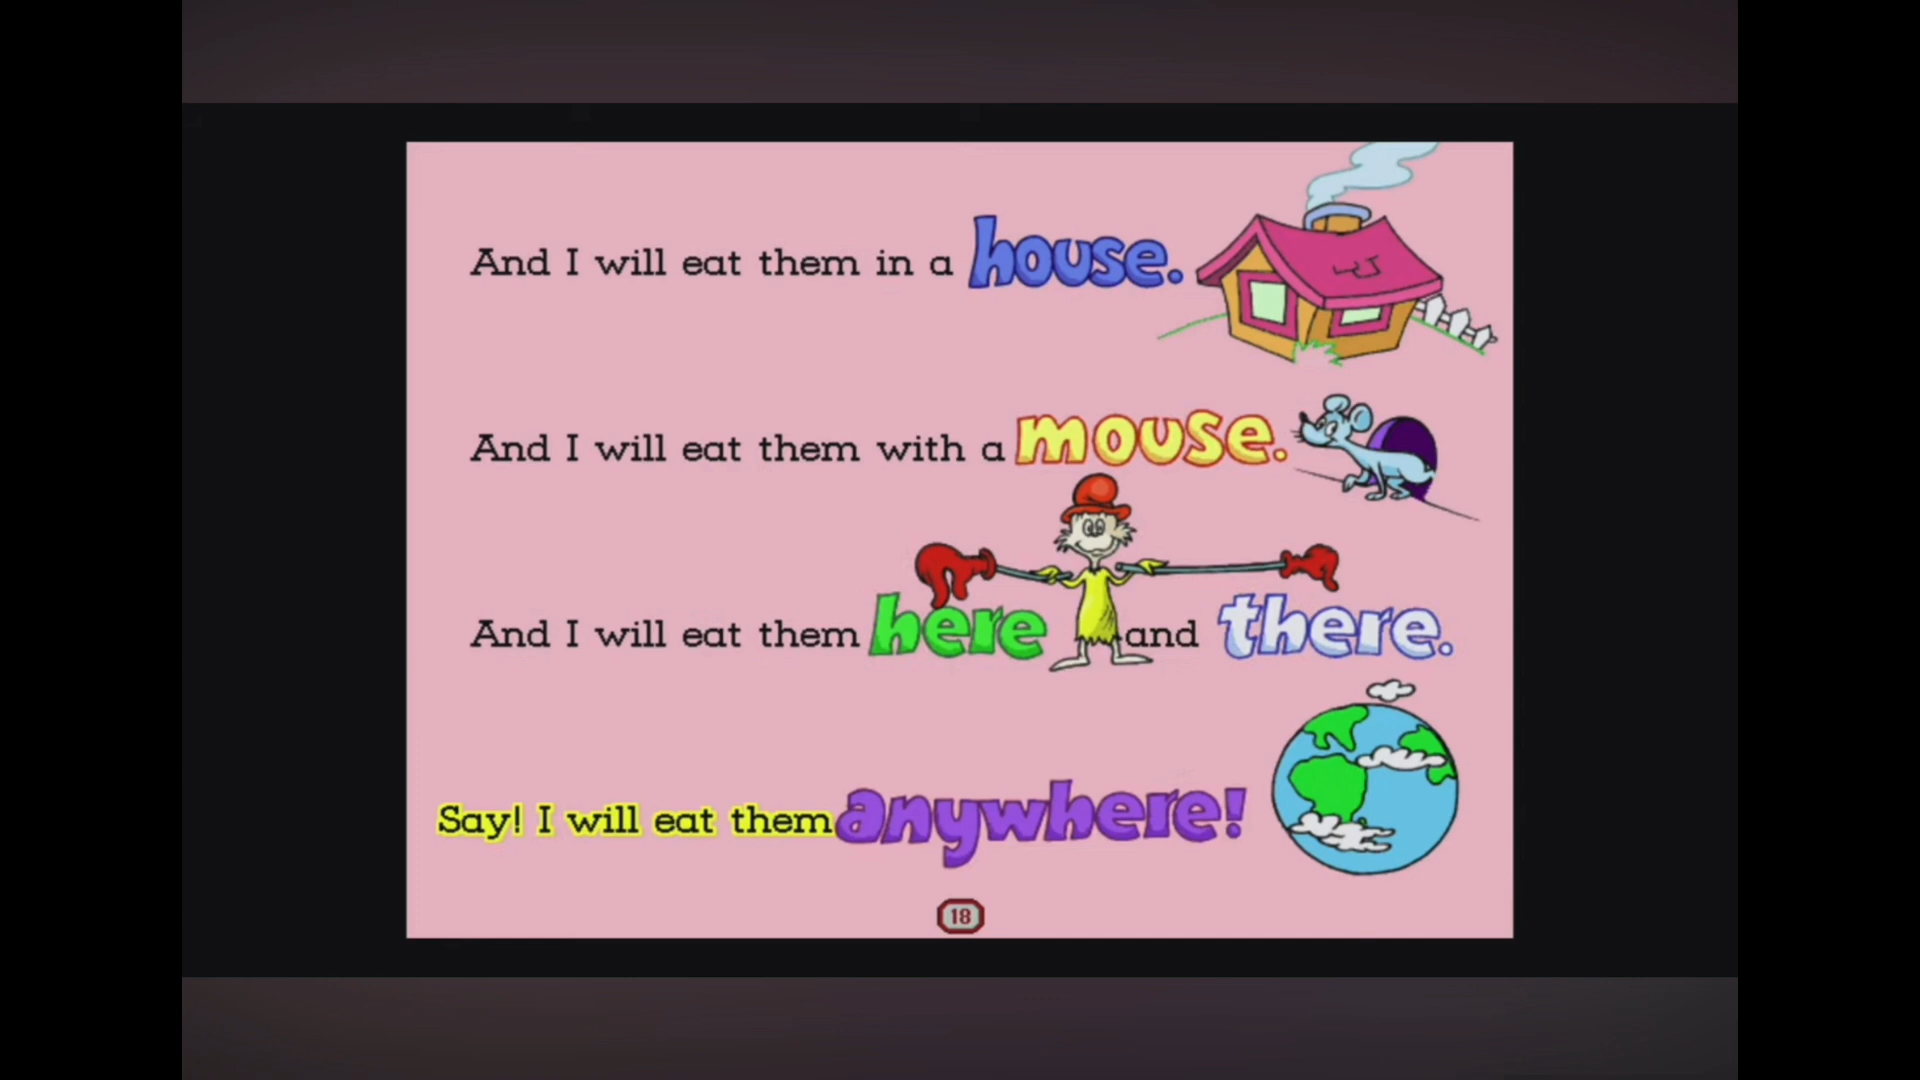 And I will eat them in a house.
And I will eat them with a mouse.
And I will eat them here and there.
Say! I will eat them anywhere!
18